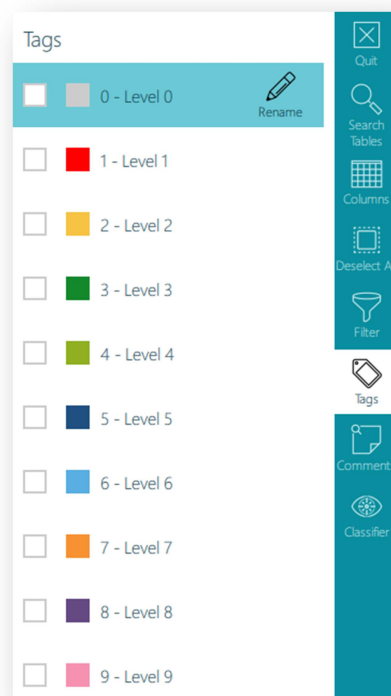 Tags
0 - Level 0
Rename
1 - Level 1
2 - Level 2
3 - Level 3
4 - Level 4
5 - Level 5
6 - Level 6
7 - Level 7
8 - Level 8
9 - Level 9
Quit
Search
Tables
Columns
Deselect A
Filter
Tags
Comment
Classifier